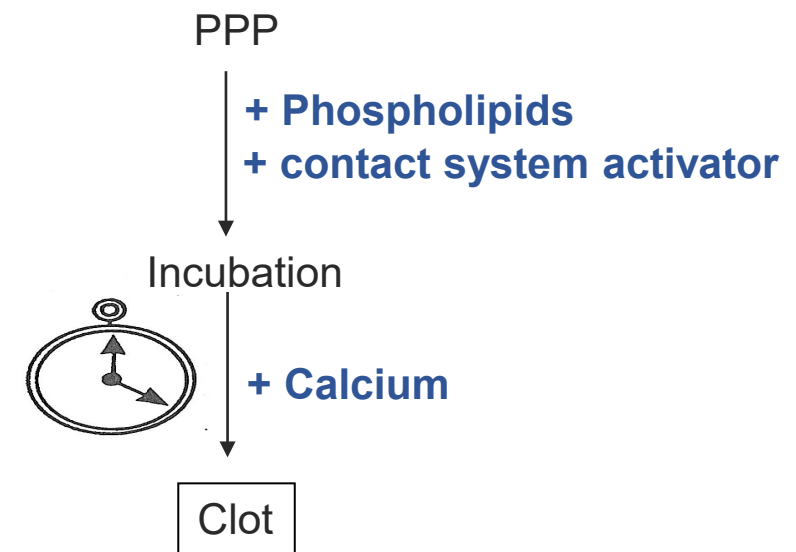 PPP
+ Phospholipids
+ contact system activator
Incubation
+ Calcium
Clot